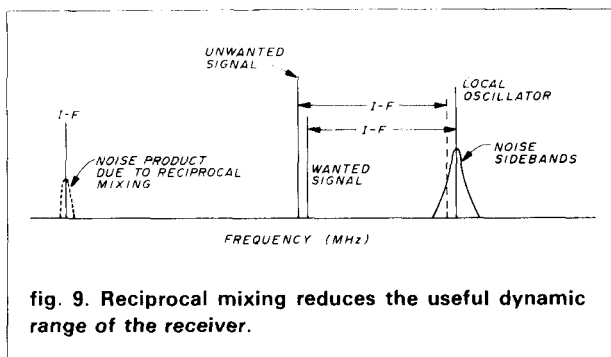 UNWANTED
SIGNAL
LOCAL
OSCILLATOR
I-F
I-F
I-F
NOISE PRODUCT
DUE TO RECIPROCAL
MIXING
WANTED
SIGNAL
NOISE
SIDEBANDS
FREQUENCY (MHz)
fig. 9. Reciprocal mixing reduces the useful dynamic
range of the receiver.